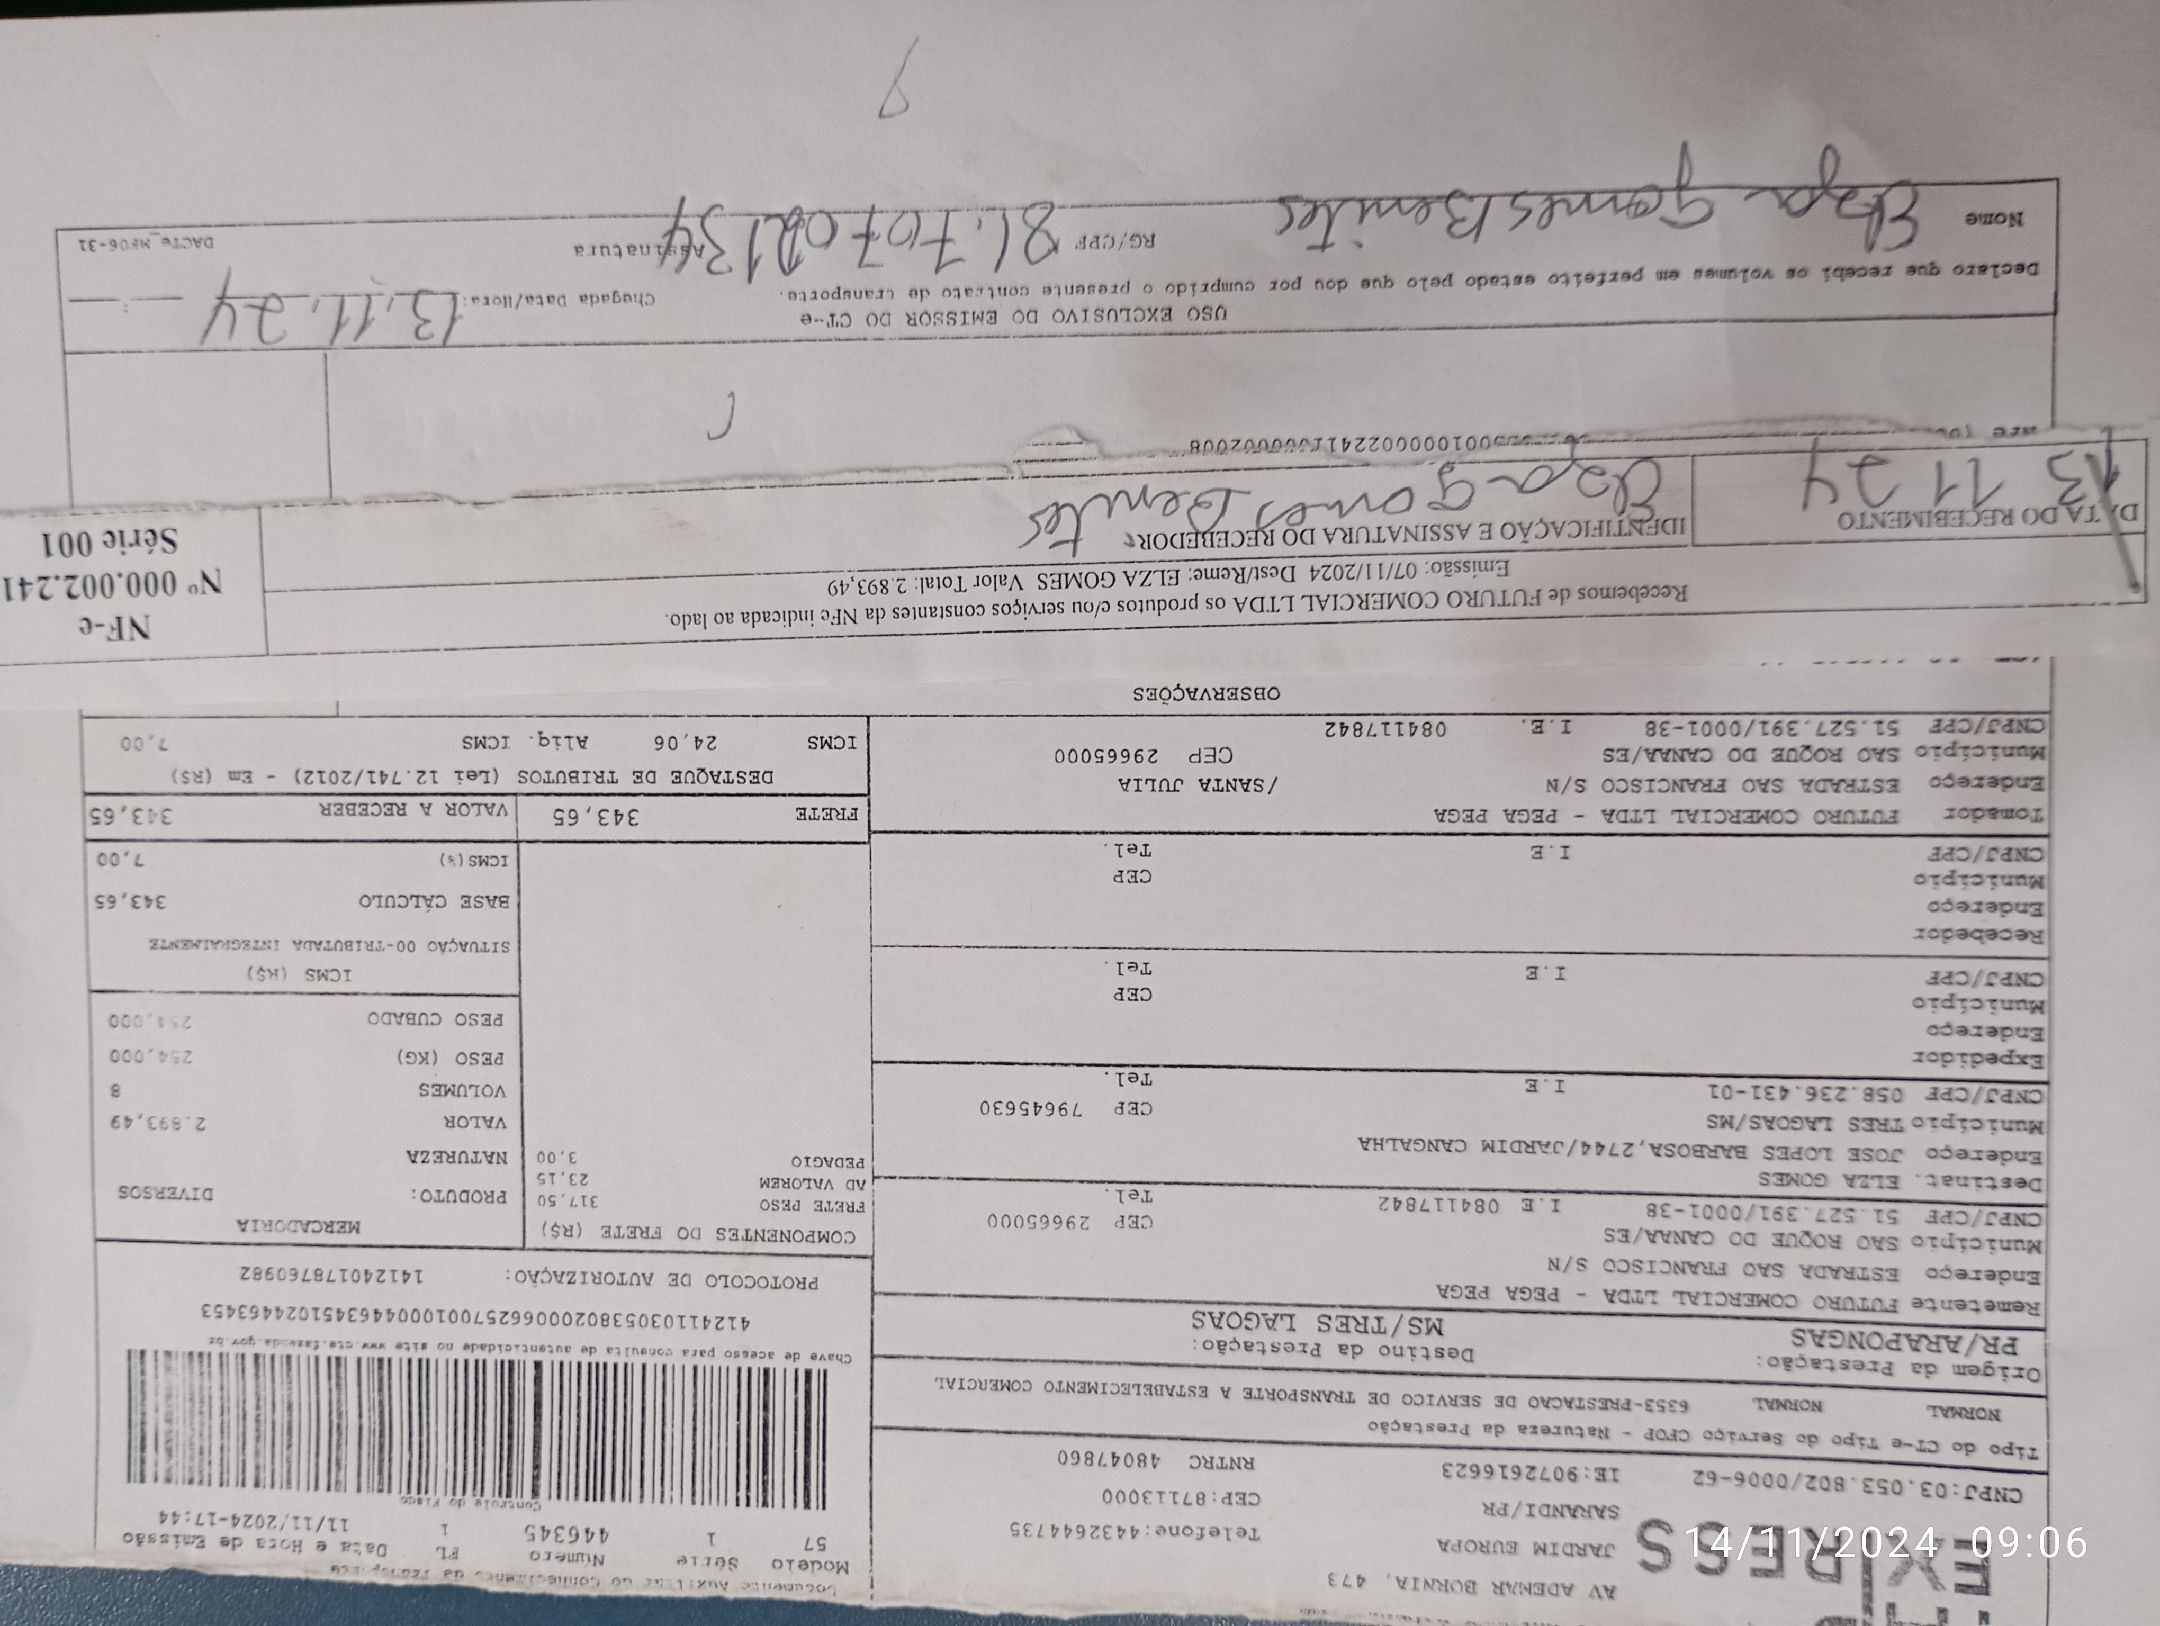 EXPRES
AV ADEMAR BORNIA, 473
JARDIM EUROPA
Telefone:4432644735
SARANDI/PR
CEP:87113000
CNPJ:03.053.802/0006-62 IE:9072616623 RNTRC 48047860
Tipo do CT-e Tipo do Serviço CFOP - Natureza da Prestação
NORMAL NORMAL 6353-PRESTACAO DE SERVICO DE TRANSPORTE A ESTABELECIMENTO COMERCIAL
Origem da Prestação: Destino da Prestação:
PR/ARAPONGAS MS/TRES LAGOAS
Remetente FUTURO COMERCIAL LTDA - PEGA PEGA
Endereço ESTRADA SAO FRANCISCO S/N
Município SAO ROQUE DO CANAA/ES CEP 29665000
CNPJ/CPF 51.527.391/0001-38 I.E 084117842 Tel.
Destinat. ELZA GOMES
Endereço JOSE LOPES BARBOSA,2744/JARDIM CANGALHA
Município TRES LAGOAS/MS CEP 79645630
CNPJ/CPF 058.236.431-01 I.E Tel.
Expedidor
Endereço
Município CEP
CNPJ/CPF I.E Tel.
Recebedor
Endereço
Município CEP
CNPJ/CPF I.E Tel.
Tomador FUTURO COMERCIAL LTDA - PEGA PEGA
Endereço ESTRADA SAO FRANCISCO S/N /SANTA JULIA
Município SAO ROQUE DO CANAA/ES CEP 29665000
CNPJ/CPF 51.527.391/0001-38 I.E. 084117842
Documento Auxiliar do Conhecimento de Transporte
Modelo Série Número FL Data e Hora de Emissão
57 1 446345 1 11/11/2024-17:44
Controle do Fisco
Chave de acesso para consulta de autenticidade no site www.cte.fazenda.gov.br
41241103053802000662570010004463451024463453
PROTOCOLO DE AUTORIZAÇÃO: 141240178760982
COMPONENTES DO FRETE (R$) MERCADORIA
FRETE PESO 317,50
AD VALOREM 23,15
PEDAGIO 3,00
PRODUTO: DIVERSOS
NATUREZA
VALOR 2.893,49
VOLUMES 8
PESO (KG) 254,000
PESO CUBADO 254,000
ICMS (R$)
SITUAÇÃO 00-TRIBUTADA INTEGRALMENTE
BASE CÁLCULO 343,65
ICMS(%) 7,00
FRETE 343,65 VALOR A RECEBER 343,65
DESTAQUE DE TRIBUTOS (Lei 12.741/2012) - Em (R$)
ICMS 24,06 Aliq. ICMS 7,00
OBSERVAÇÕES
Recebemos de FUTURO COMERCIAL LTDA os produtos e/ou serviços constantes da NFe indicada ao lado.
Emissão: 07/11/2024 Dest/Reme: ELZA GOMES Valor Total: 2.893,49
DATA DO RECEBIMENTO IDENTIFICAÇÃO E ASSINATURA DO RECEBEDOR
13 11 24 Elza Gomes Benites
NF-e
Nº 000.002.241
Série 001
USO EXCLUSIVO DO EMISSOR DO CT-e
Declaro que recebi os volumes em perfeito estado pelo que dou por cumprido o presente contrato de transporte.
Chegada Data/Hora: 13.11.24
Nome Elza Gomes Benites RG/CPF Assinatura
DACTe_MF06-31
14/11/2024 09:06